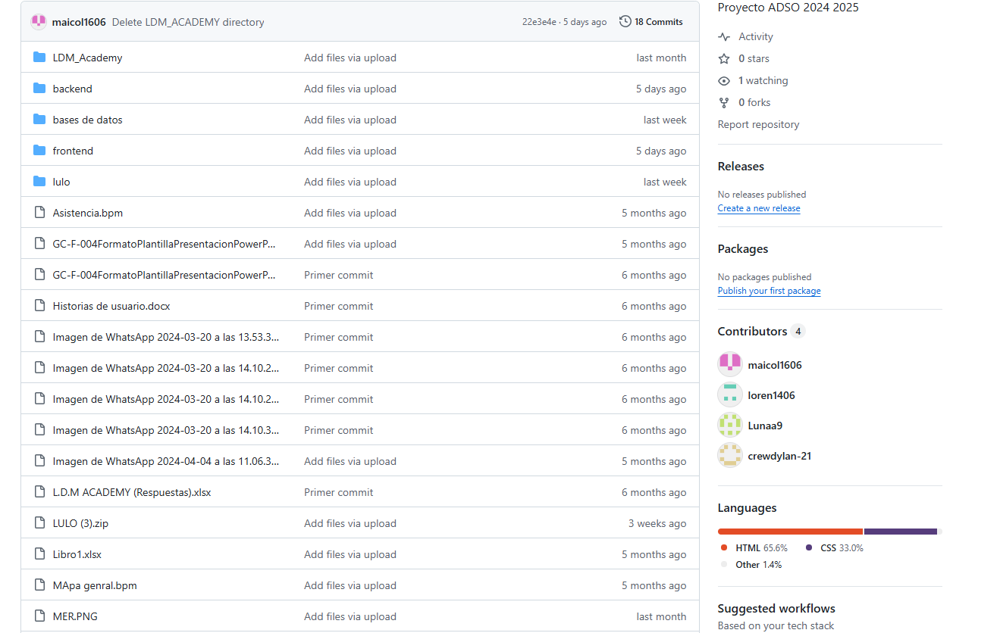 maicol1606 Delete LDM_ACADEMY directory 22e3e4e · 5 days ago 18 Commits
LDM_Academy Add files via upload last month
backend Add files via upload 5 days ago
bases de datos Add files via upload last week
frontend Add files via upload 5 days ago
lulo Add files via upload last week
Asistencia.bpm Add files via upload 5 months ago
GC-F-004FormatoPlantillaPresentacionPowerP... Add files via upload 5 months ago
GC-F-004FormatoPlantillaPresentacionPowerP... Primer commit 6 months ago
Historias de usuario.docx Primer commit 6 months ago
Imagen de WhatsApp 2024-03-20 a las 13.53.3... Primer commit 6 months ago
Imagen de WhatsApp 2024-03-20 a las 14.10.2... Primer commit 6 months ago
Imagen de WhatsApp 2024-03-20 a las 14.10.2... Primer commit 6 months ago
Imagen de WhatsApp 2024-03-20 a las 14.10.3... Primer commit 6 months ago
Imagen de WhatsApp 2024-04-04 a las 11.06.3... Add files via upload 5 months ago
L.D.M ACADEMY (Respuestas).xlsx Primer commit 6 months ago
LULO (3).zip Add files via upload 3 weeks ago
Libro1.xlsx Add files via upload 5 months ago
MApa genral.bpm Add files via upload 5 months ago
MER.PNG Add files via upload last month
Proyecto ADSO 2024 2025
Activity
0 stars
1 watching
0 forks
Report repository
Releases
No releases published
Create a new release
Packages
No packages published
Publish your first package
Contributors 4
maicol1606
loren1406
Lunaa9
crewdylan-21
Languages
HTML 65.6% CSS 33.0%
Other 1.4%
Suggested workflows
Based on your tech stack